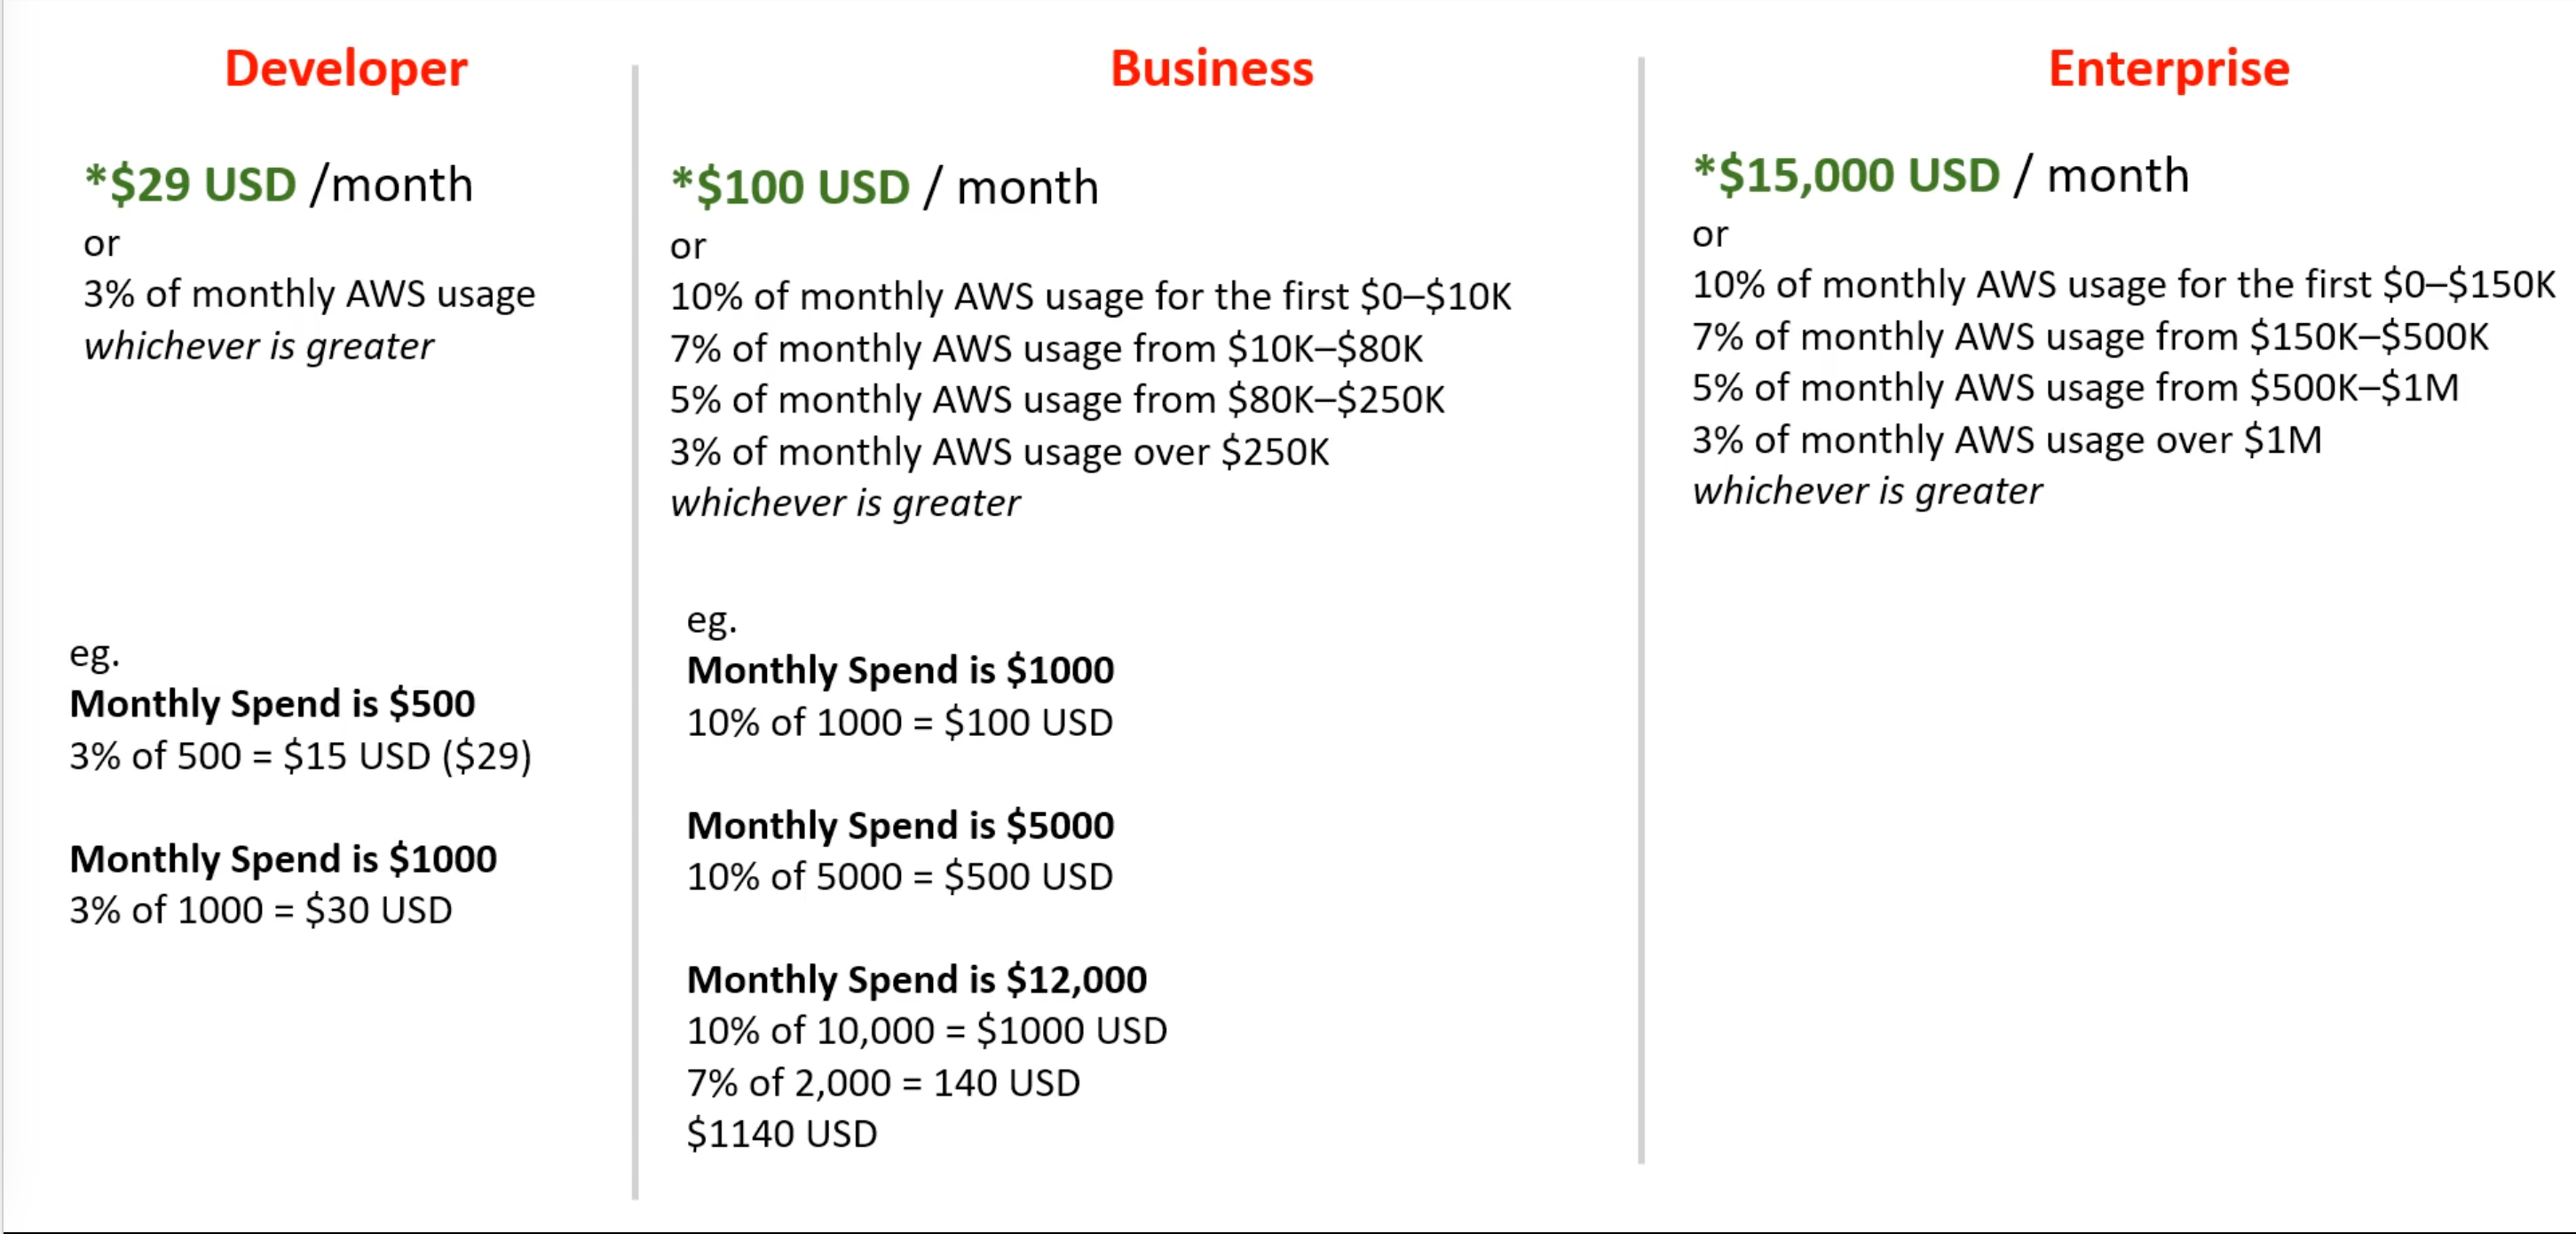 Developer
*$29 USD /month
or
3% of monthly AWS usage
whichever is greater
eg.
Monthly Spend is $500
3% of 500 = $15 USD ($29)
Monthly Spend is $1000
3% of 1000 = $30 USD
Business
*$100 USD / month
or
10% of monthly AWS usage for the first $0–$10K
7% of monthly AWS usage from $10K–$80K
5% of monthly AWS usage from $80K–$250K
3% of monthly AWS usage over $250K
whichever is greater
eg.
Monthly Spend is $1000
10% of 1000 = $100 USD
Monthly Spend is $5000
10% of 5000 = $500 USD
Monthly Spend is $12,000
10% of 10,000 = $1000 USD
7% of 2,000 = 140 USD
$1140 USD
Enterprise
*$15,000 USD / month
or
10% of monthly AWS usage for the first $0–$150K
7% of monthly AWS usage from $150K–$500K
5% of monthly AWS usage from $500K–$1M
3% of monthly AWS usage over $1M
whichever is greater